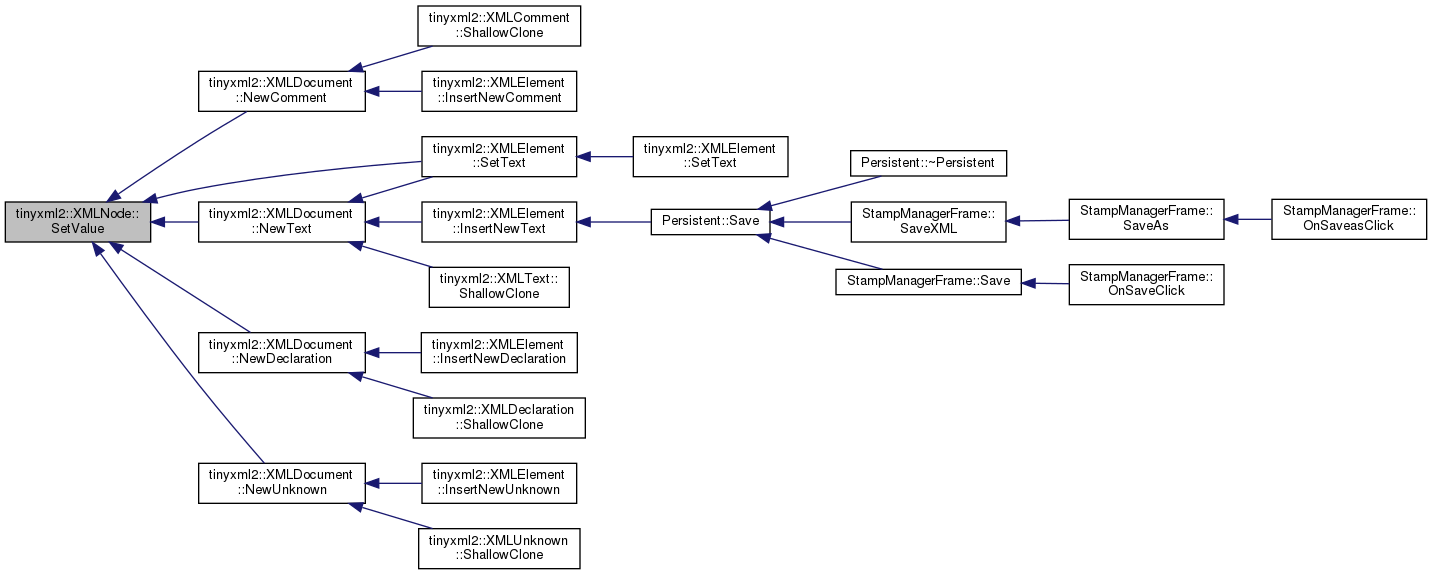 tinyxml2::XMLComment
::ShallowClone
tinyxml2::XMLDocument
::NewComment
tinyxml2::XMLElement
::InsertNewComment
tinyxml2::XMLElement
::SetText
tinyxml2::XMLElement
::SetText
Persistent::~Persistent
tinyxml2::XMLNode::
SetValue
tinyxml2::XMLDocument
::NewText
tinyxml2::XMLElement
::InsertNewText
Persistent::Save
StampManagerFrame::
SaveXML
StampManagerFrame::
SaveAs
StampManagerFrame::
OnSaveasClick
tinyxml2::XMLText::
ShallowClone
StampManagerFrame::Save
StampManagerFrame::
OnSaveClick
tinyxml2::XMLDocument
::NewDeclaration
tinyxml2::XMLElement
::InsertNewDeclaration
tinyxml2::XMLDeclaration
::ShallowClone
tinyxml2::XMLDocument
::NewUnknown
tinyxml2::XMLElement
::InsertNewUnknown
tinyxml2::XMLUnknown
::ShallowClone